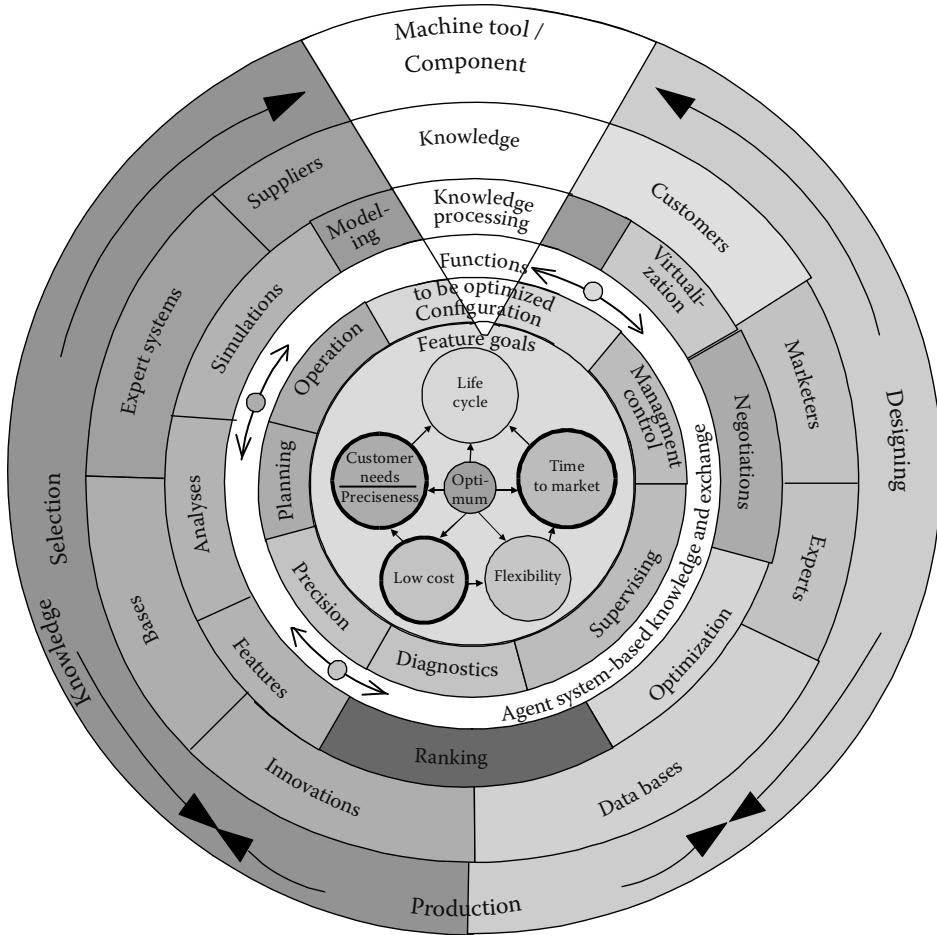 Machine tool /
Component
Knowledge
Knowledge
processing
Functions
to be optimized
Configuration
Feature goals
Life
cycle
Customer
needs
Preciseness
Opti-
mum
Time
to market
Low cost
Flexibility
Operation
Planning
Precision
Diagnostics
Supervising
Managment
control
Agent system-based knowledge and exchange
Model-
ing
Simulations
Analyses
Features
Ranking
Optimization
Negotiations
Virtuali-
zation
Suppliers
Expert systems
Bases
Innovations
Data bases
Experts
Marketers
Customers
Selection
Knowledge
Production
Designing